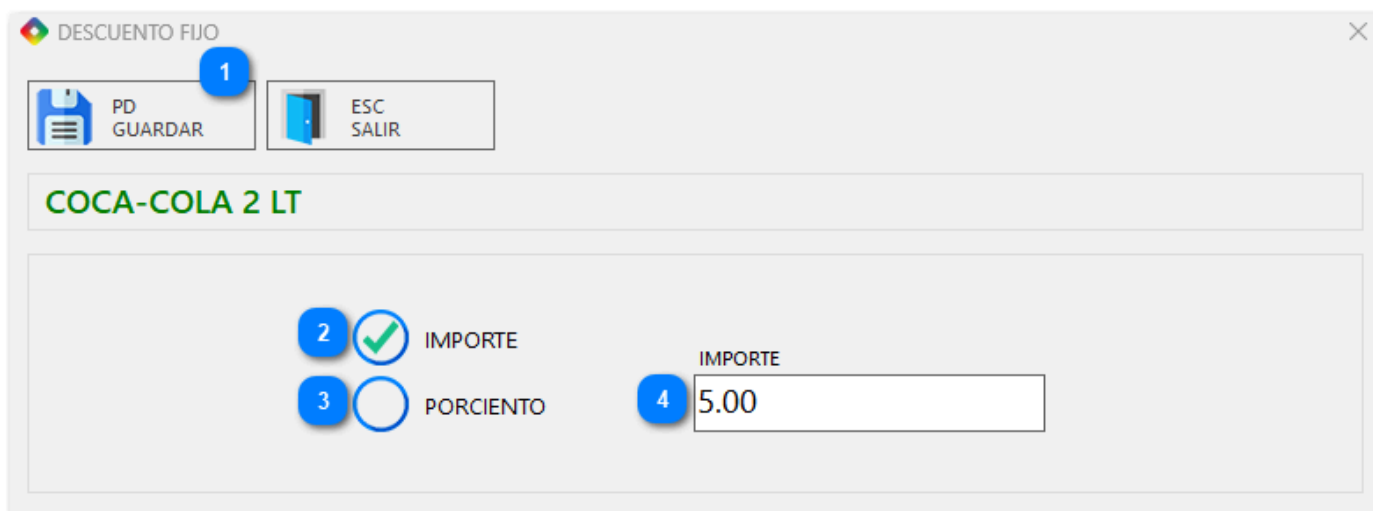 DESCUENTO FIJO
1
PD
GUARDAR
ESC
SALIR
COCA-COLA 2 LT
2
IMPORTE
3
PORCIENTO
IMPORTE
4
5.00